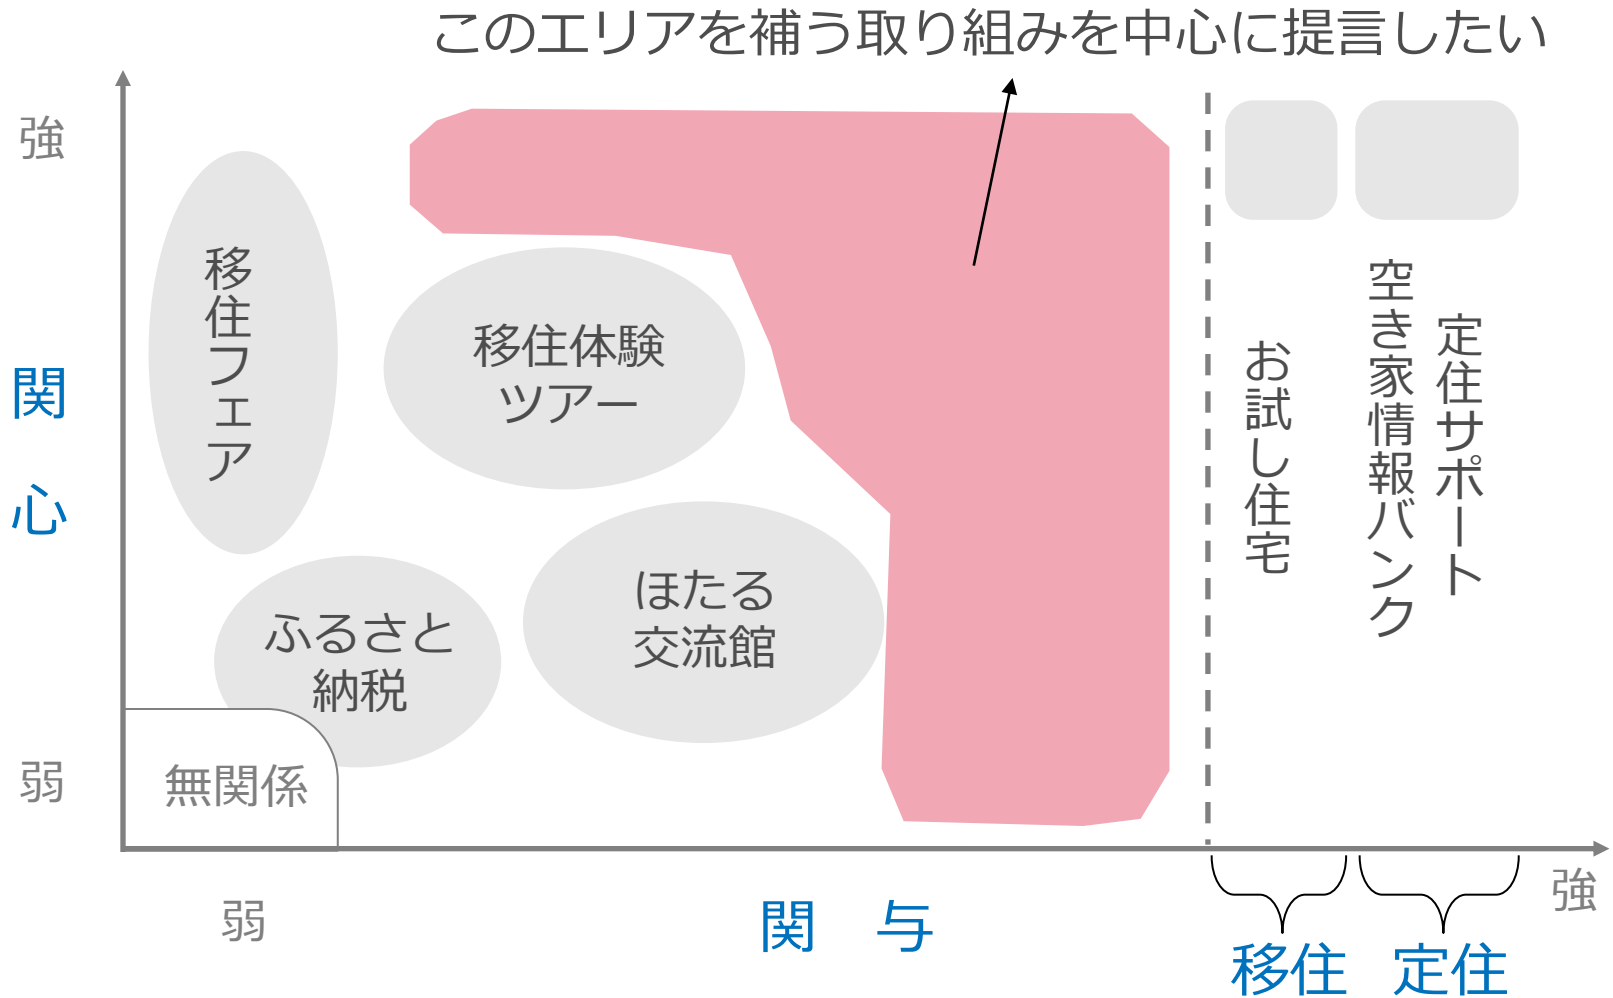 このエリアを補う取り組みを中心に提言したい
強
関心
弱
移住フェア
移住体験
ツアー
ふるさと
納税
ほたる
交流館
無関係
お試し住宅
空き家情報バンク
定住サポート
弱
関 与
強
移住
定住